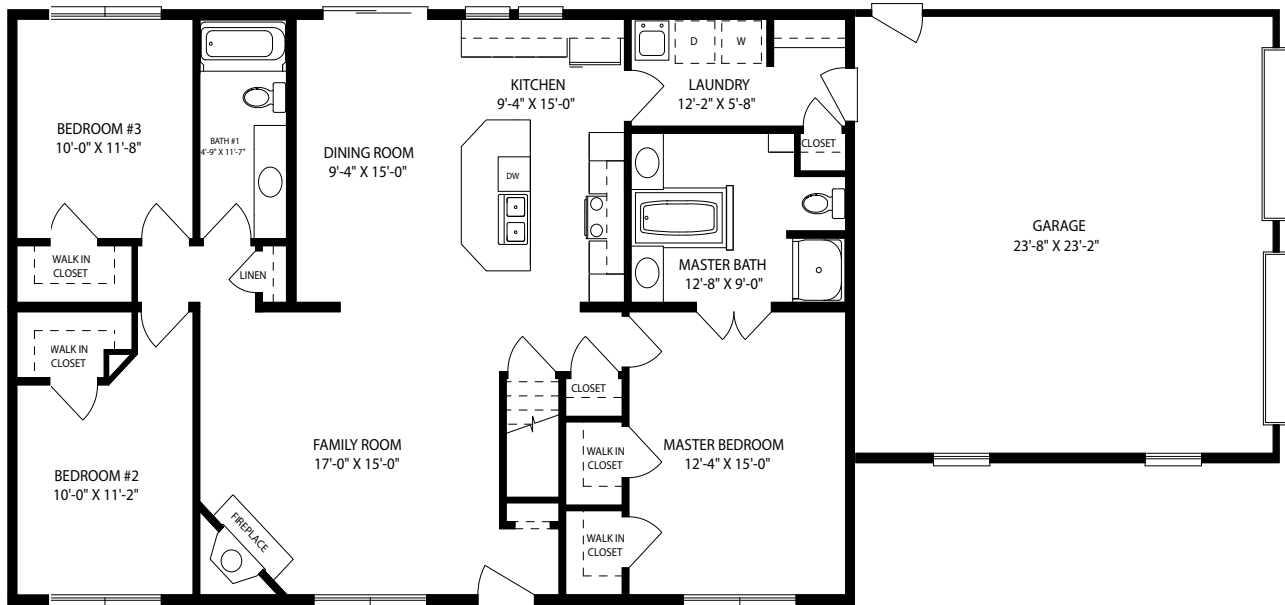 BEDROOM #3
10'-0" X 11'-8"
BATH #1
4'-9" X 11'-7"
DINING ROOM
9'-4" X 15'-0"
KITCHEN
9'-4" X 15'-0"
DW
D
W
LAUNDRY
12'-2" X 5'-8"
CLOSET
GARAGE
23'-8" X 23'-2"
WALK IN
CLOSET
LINEN
MASTER BATH
12'-8" X 9'-0"
WALK IN
CLOSET
CLOSET
FAMILY ROOM
17'-0" X 15'-0"
WALK IN
CLOSET
MASTER BEDROOM
12'-4" X 15'-0"
BEDROOM #2
10'-0" X 11'-2"
FIREPLACE
WALK IN
CLOSET